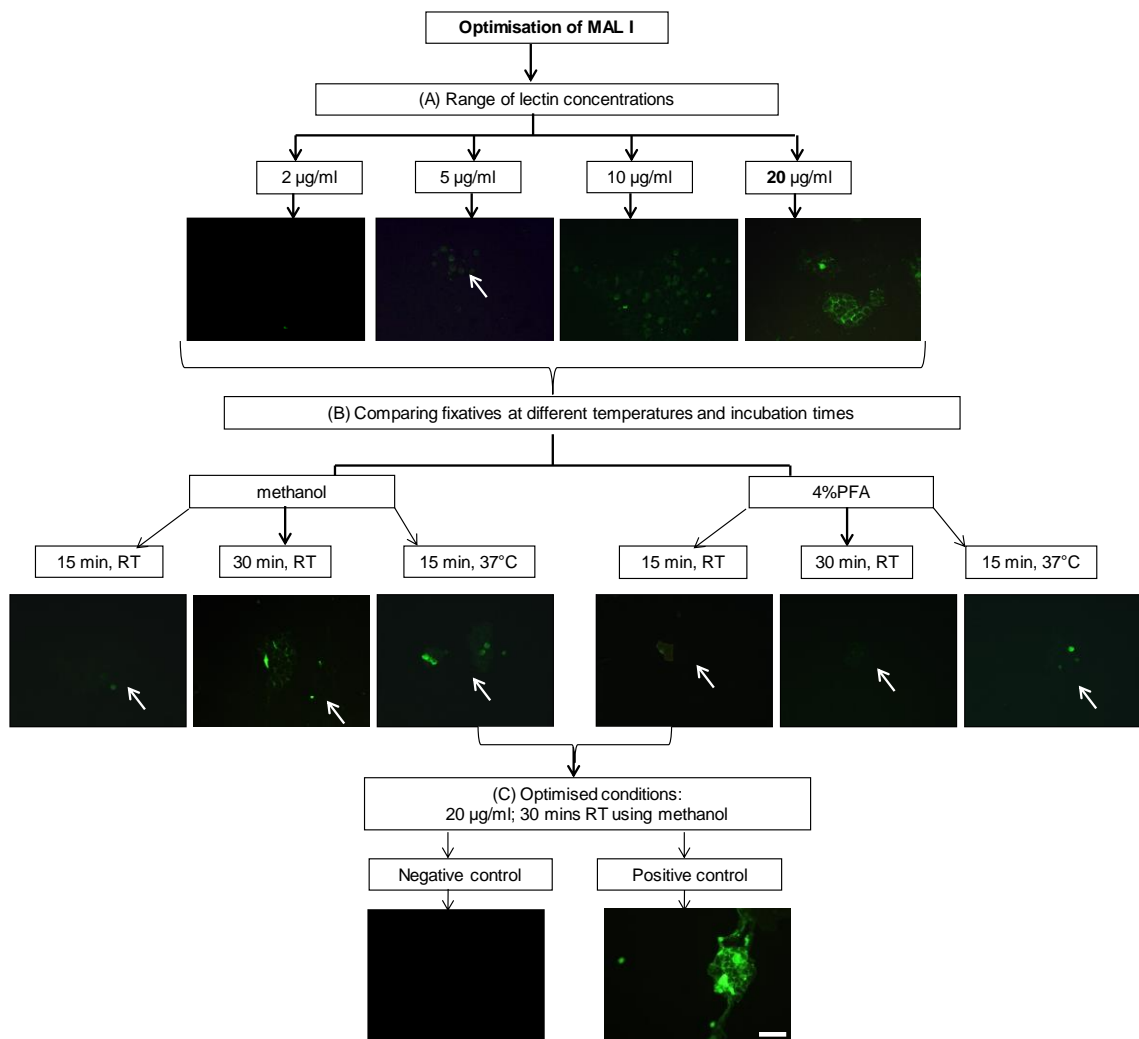 Optimisation of MAL I
(A) Range of lectin concentrations
2 µg/ml
5 µg/ml
10 µg/ml
20 µg/ml
(B) Comparing fixatives at different temperatures and incubation times
methanol
4%PFA
15 min, RT
30 min, RT
15 min, 37°C
15 min, RT
30 min, RT
15 min, 37°C
(C) Optimised conditions:
20 µg/ml; 30 mins RT using methanol
Negative control
Positive control